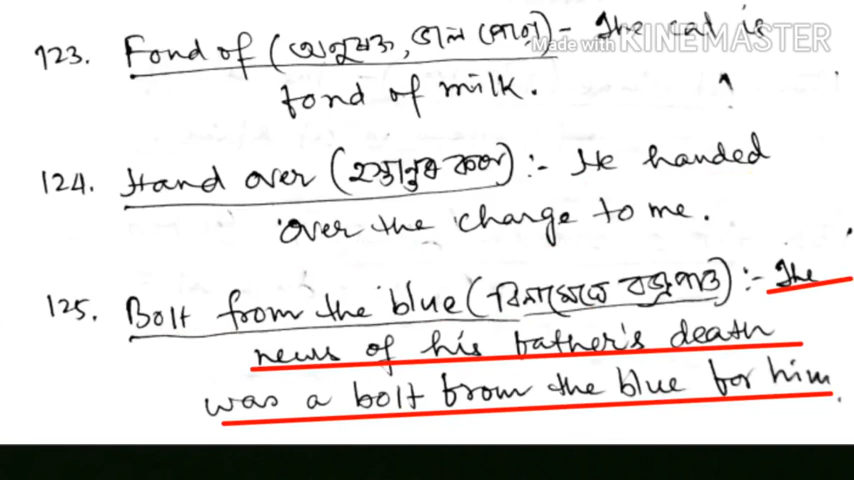 123. Fond of (অনুরক্ত, ভাল লাগা) - The cat is
Made with KINEMASTER
fond of milk.
124. Hand over (হস্তান্তর করা) :- He handed
over the charge to me.
125. Bolt from the blue (বিনামেঘে বজ্রপাত) :- The
news of his father's death
was a bolt from the blue for him.